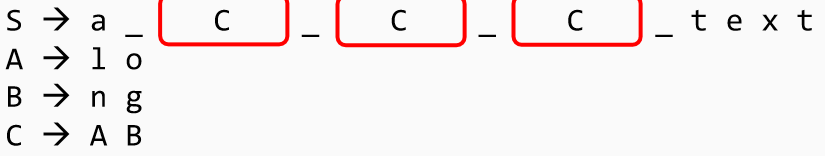 S → a _ C _ C _ C _ t e x t
A → l o
B → n g
C → A B